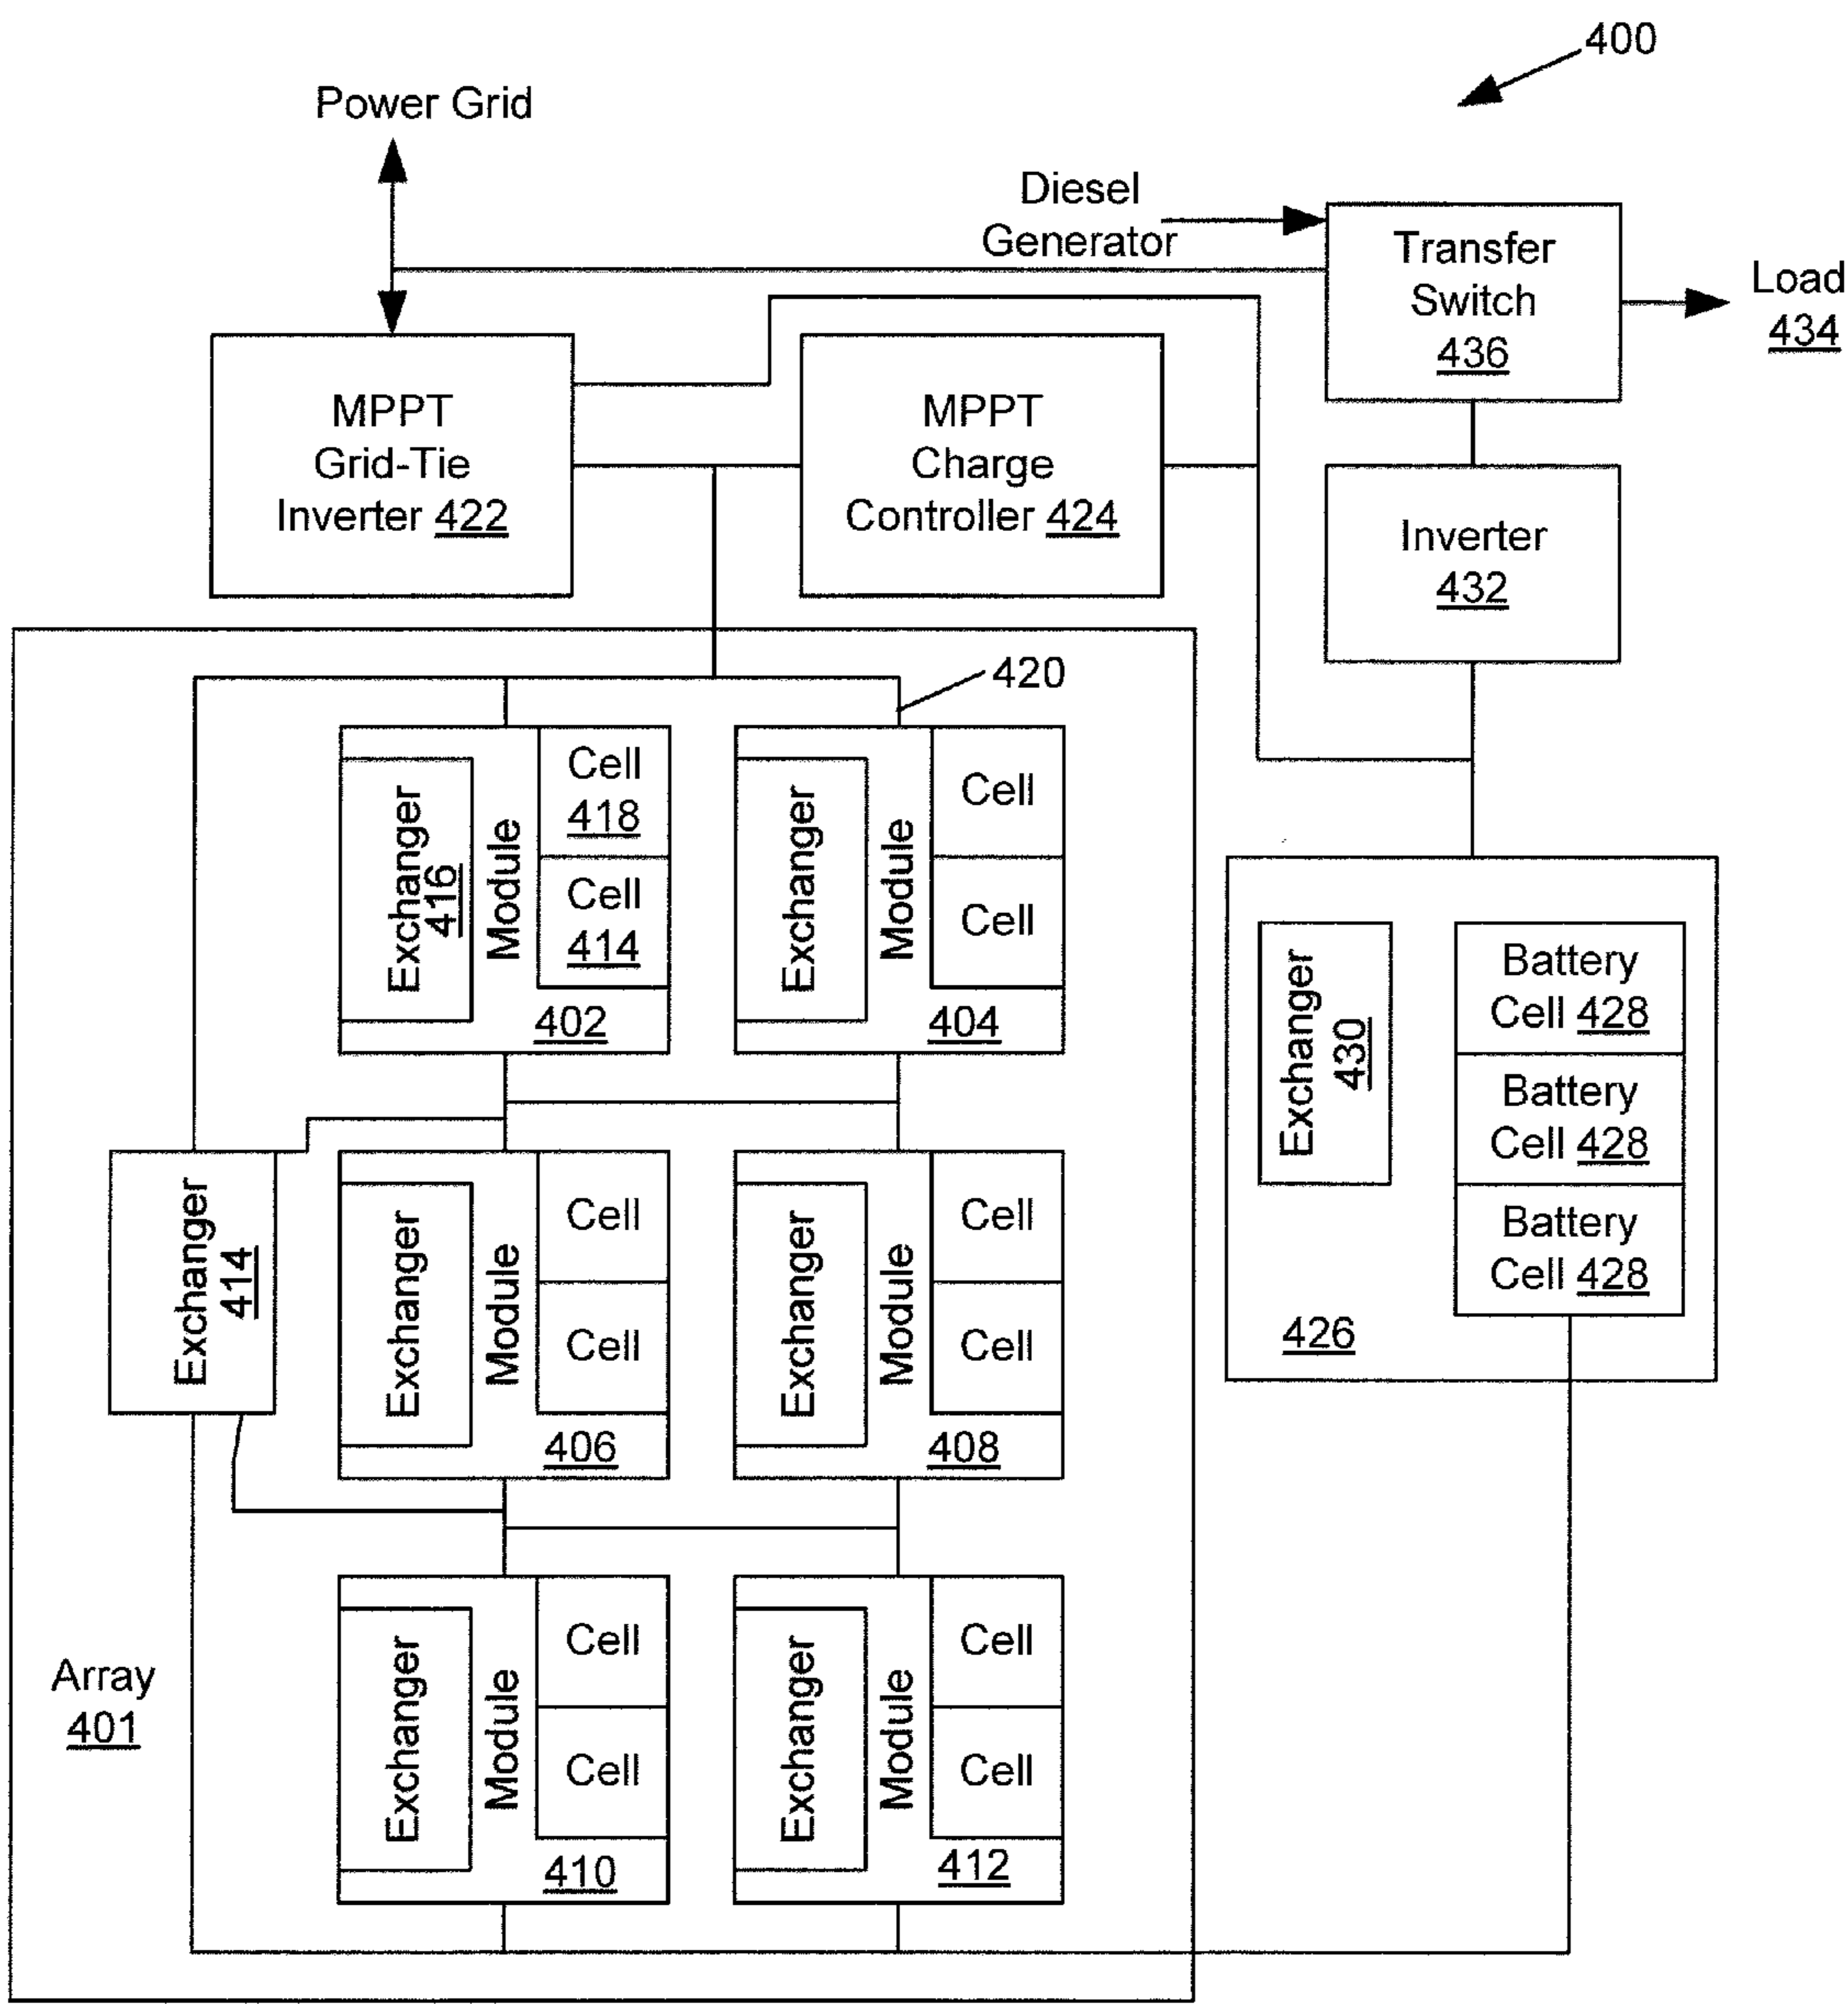 400
Power Grid
Diesel
Generator
Transfer
Switch
436
Load
434
MPPT
Grid-Tie
Inverter 422
MPPT
Charge
Controller 424
Inverter
432
420
Exchanger
416
Module
Cell
418
Cell
414
402
Exchanger
Module
Cell
Cell
404
Exchanger
430
Battery
Cell 428
Battery
Cell 428
Battery
Cell 428
426
Exchanger
414
Exchanger
Module
Cell
Cell
406
Exchanger
Module
Cell
Cell
408
Array
401
Exchanger
Module
Cell
Cell
410
Exchanger
Module
Cell
Cell
412